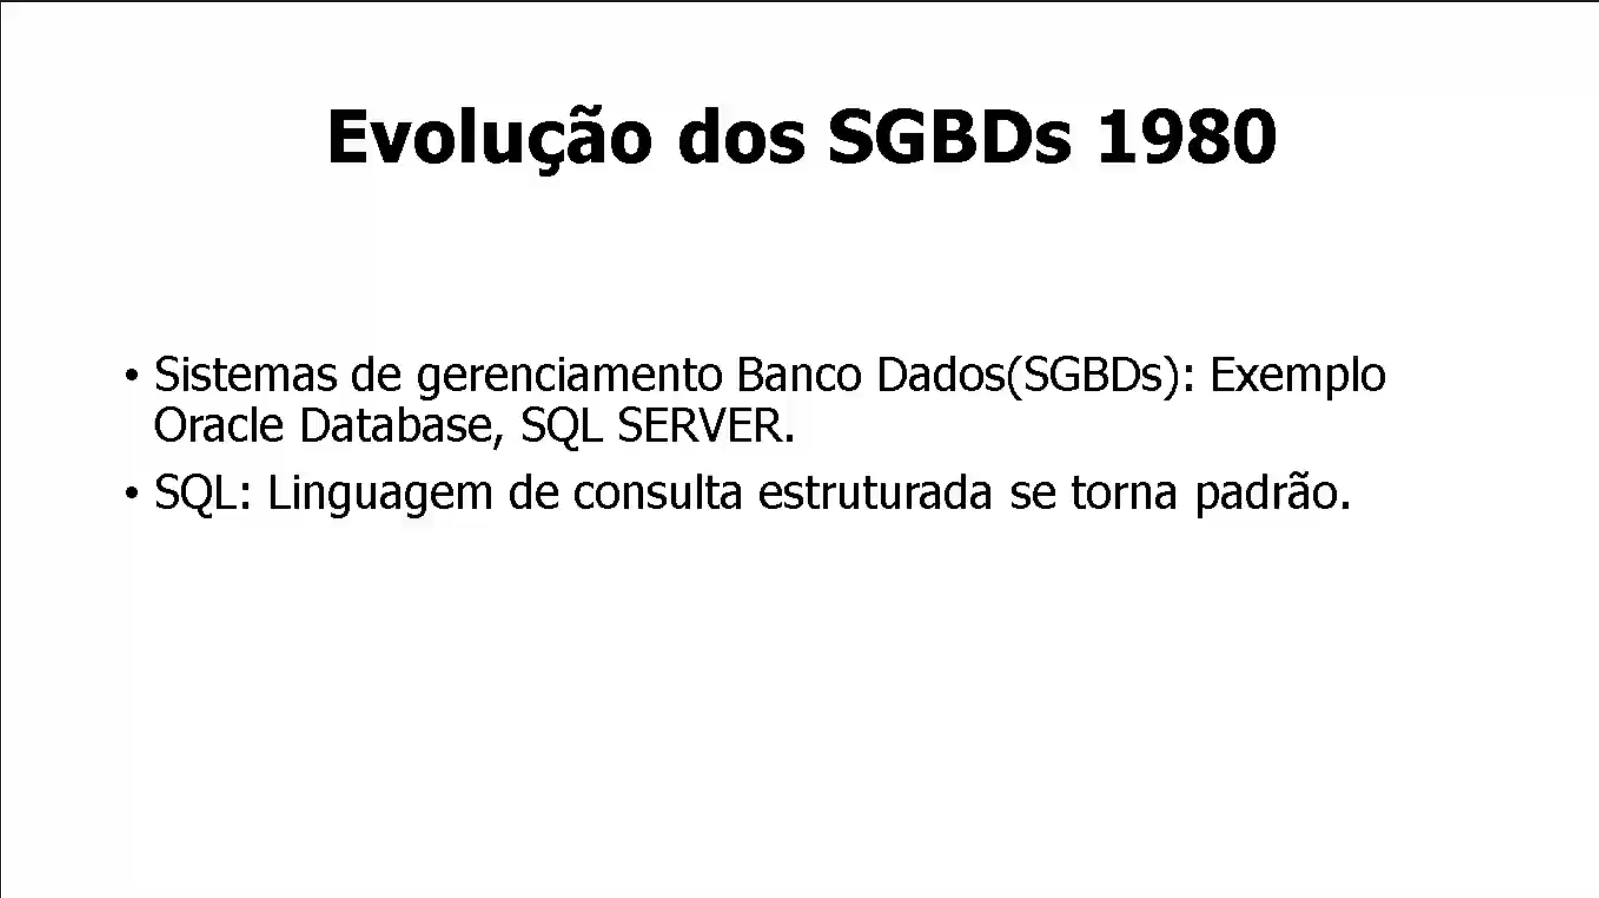 Evolução dos SGBDs 1980
• Sistemas de gerenciamento Banco Dados(SGBDs): Exemplo
Oracle Database, SQL SERVER.
• SQL: Linguagem de consulta estruturada se torna padrão.